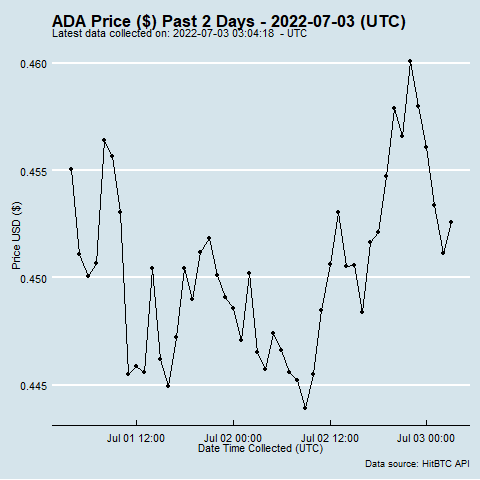 ADA Price ($) Past 2 Days - 2022-07-03 (UTC)
Latest data collected on: 2022-07-03 03:04:18 - UTC
0.460
0.455
0.450
0.445
Price USD ($)
Jul 01 12:00 Jul 02 00:00 Jul 02 12:00 Jul 03 00:00
Date Time Collected (UTC)
Data source: HitBTC API